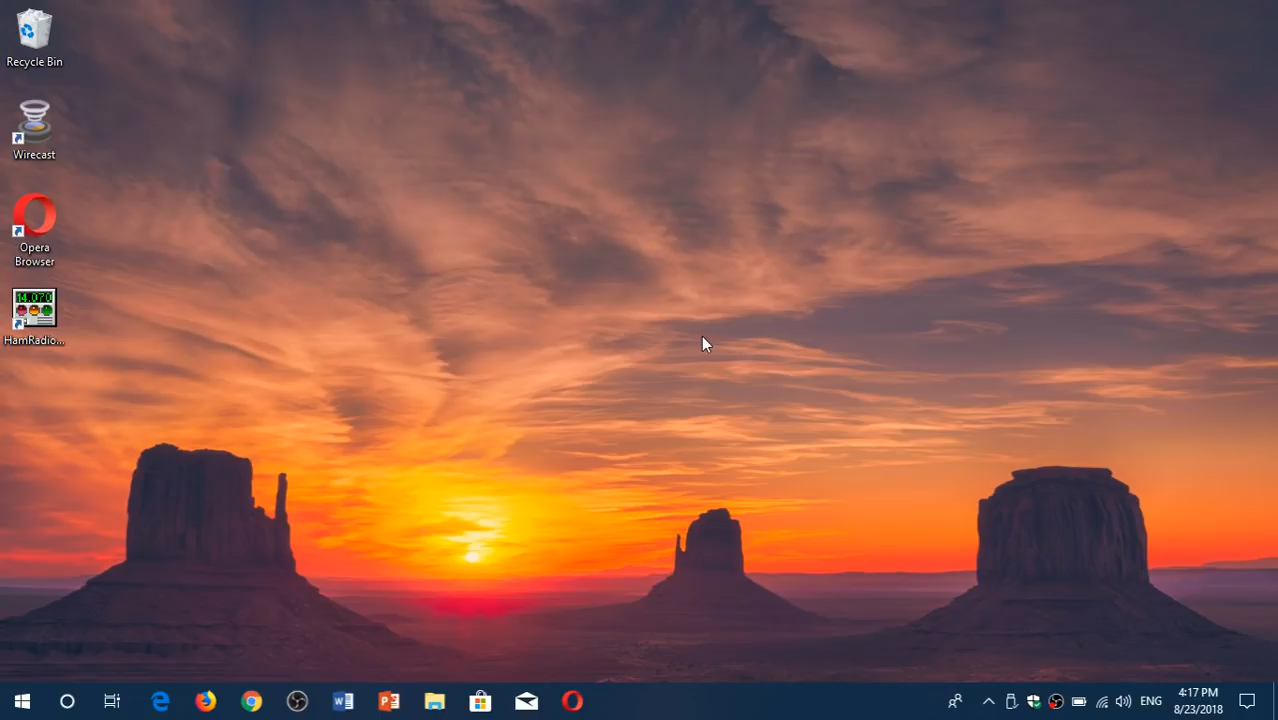 Recycle Bin
Wirecast
Opera
Browser
14.070
HamRadio...
ENG
4:17 PM
8/23/2018